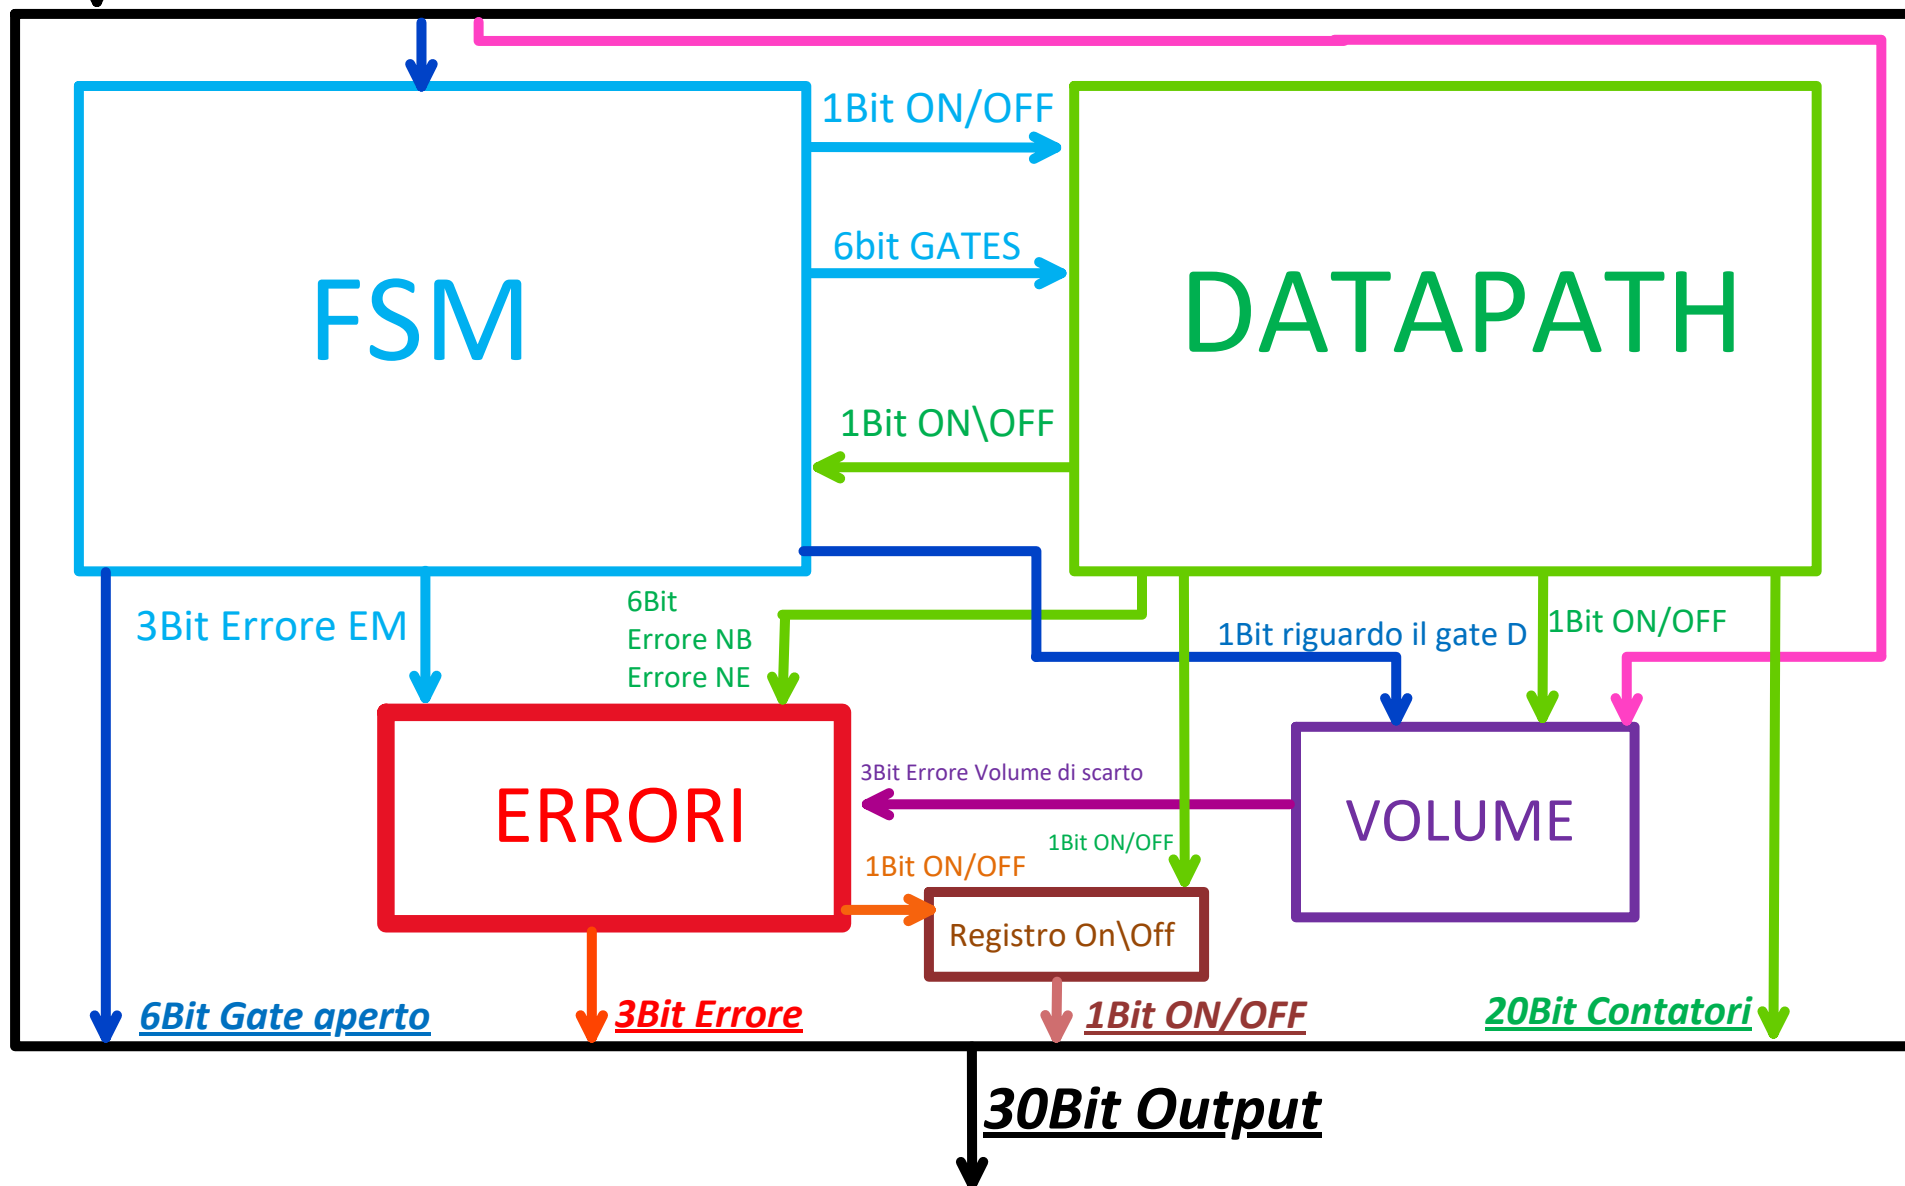 1Bit ON/OFF
6bit GATES
FSM
DATAPATH
1Bit ON\OFF
3Bit Errore EM
6Bit
Errore NB
Errore NE
1Bit riguardo il gate D
1Bit ON/OFF
3Bit Errore Volume di scarto
ERRORI
VOLUME
1Bit ON/OFF
1Bit ON/OFF
Registro On\Off
6Bit Gate aperto
3Bit Errore
1Bit ON/OFF
20Bit Contatori
30Bit Output